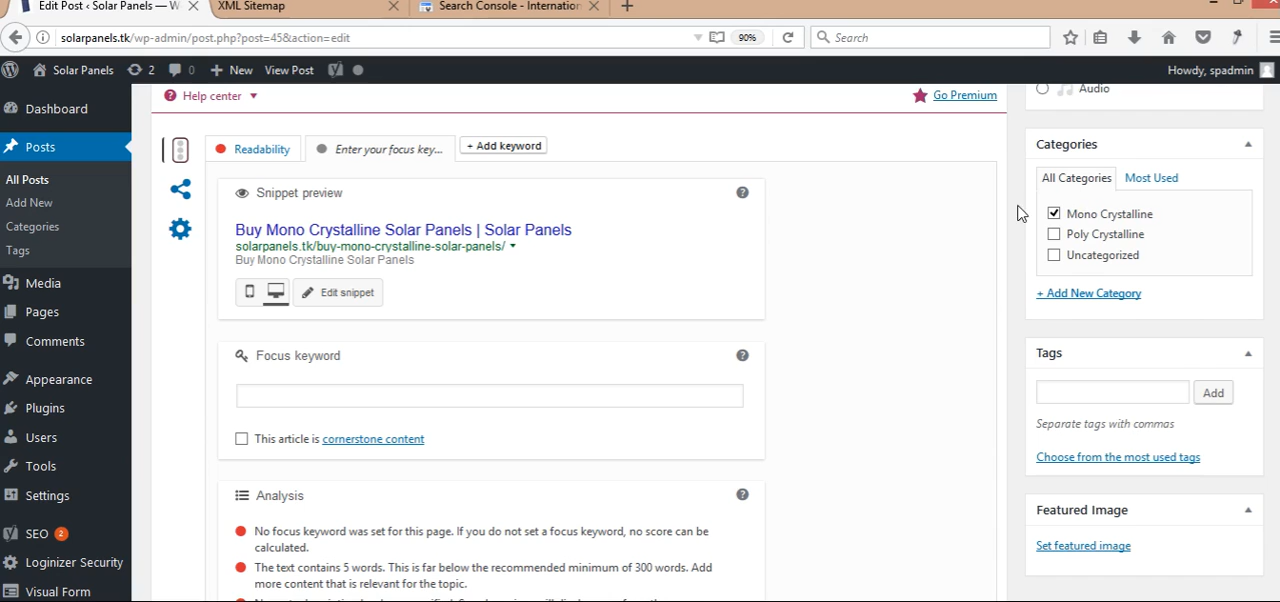 Edit Post ‹ Solar Panels — W
XML Sitemap
Search Console - Internation
solarpanels.tk/wp-admin/post.php?post=45&action=edit
90%
Search
Solar Panels
2
0
+ New
View Post
Howdy, spadmin
Dashboard
Posts
All Posts
Add New
Categories
Tags
Media
Pages
Comments
Appearance
Plugins
Users
Tools
Settings
SEO 2
Loginizer Security
Visual Form
Help center
Go Premium
Readability
Enter your focus key...
+ Add keyword
Snippet preview
Buy Mono Crystalline Solar Panels | Solar Panels
solarpanels.tk/buy-mono-crystalline-solar-panels/
Buy Mono Crystalline Solar Panels
Edit snippet
Focus keyword
This article is cornerstone content
Analysis
No focus keyword was set for this page. If you do not set a focus keyword, no score can be
calculated.
The text contains 5 words. This is far below the recommended minimum of 300 words. Add
more content that is relevant for the topic.
Audio
Categories
All Categories
Most Used
Mono Crystalline
Poly Crystalline
Uncategorized
+ Add New Category
Tags
Add
Separate tags with commas
Choose from the most used tags
Featured Image
Set featured image